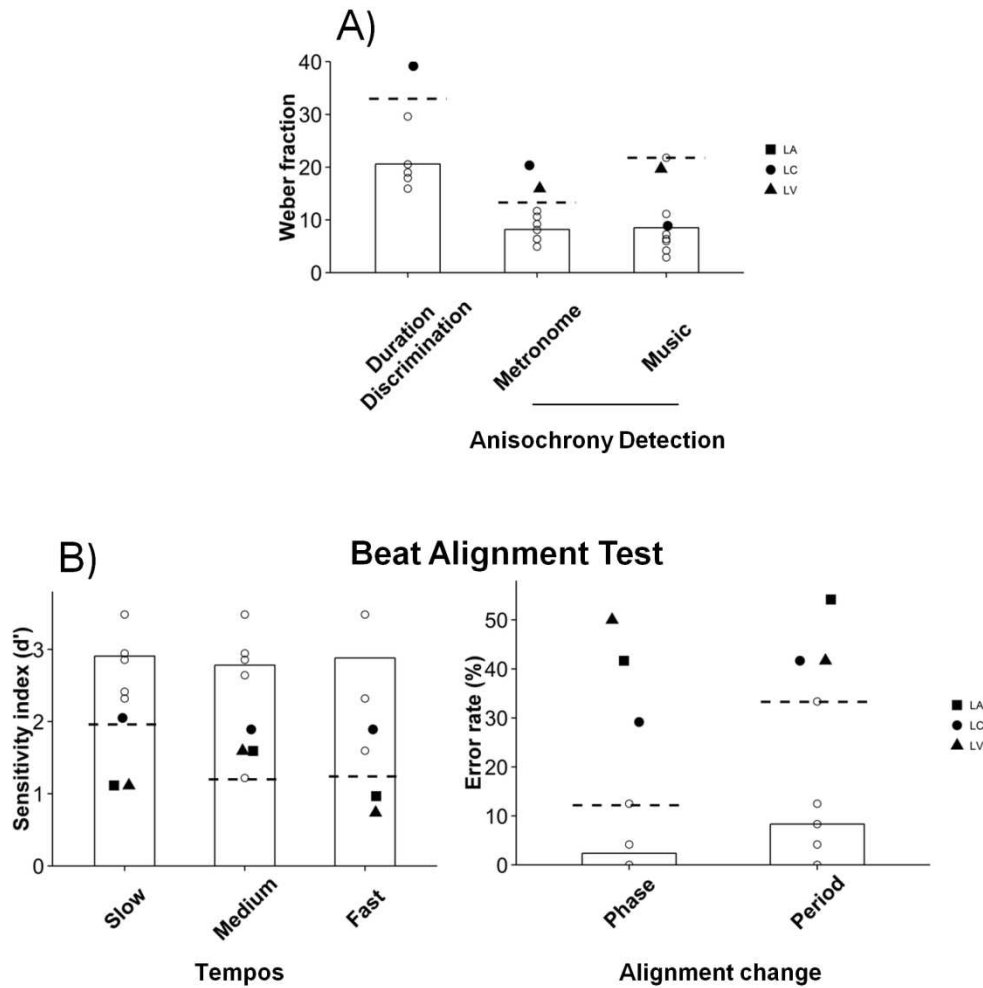 A)
Weber fraction
40
30
20
10
0
LA
LC
LV
Duration
Discrimination
Metronome
Music
Anisochrony Detection
B)
Beat Alignment Test
Sensitivity index (d')
3
2
1
0
Slow
Medium
Fast
Tempos
Error rate (%)
50
40
30
20
10
0
LA
LC
LV
Phase
Period
Alignment change